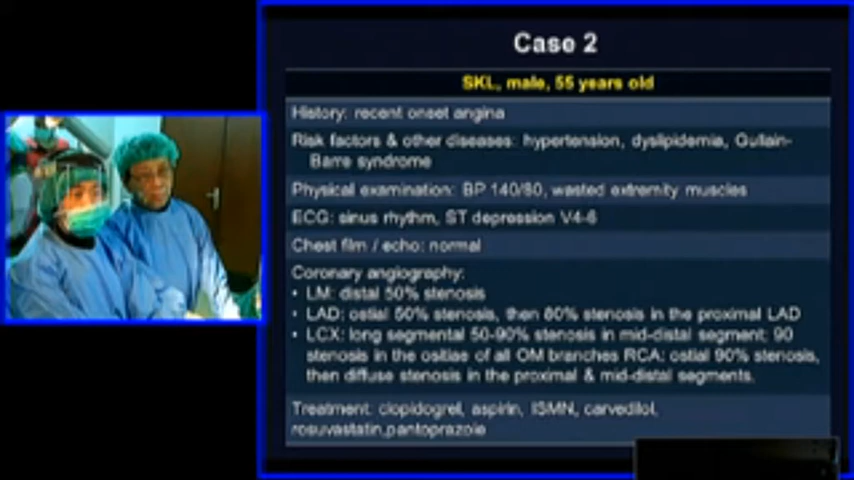 Case 2
SKL, male, 55 years old
History: recent onset angina
Risk factors & other diseases: hypertension, dyslipidemia, Gullain-
Barre syndrome
Physical examination: BP 140/80, wasted extremity muscles
ECG: sinus rhythm, ST depression V4-6
Chest film / echo: normal
Coronary angiography:
• LM: distal 50% stenosis
• LAD: ostial 50% stenosis, then 80% stenosis in the proximal LAD
• LCX: long segmental 50-90% stenosis in mid-distal segment; 90
stenosis in the ositiae of all OM branches RCA: ostial 90% stenosis,
then diffuse stenosis in the proximal & mid-distal segments.
Treatment: clopidogrel, aspirin, ISMN, carvedilol,
rosuvastatin,pantoprazole